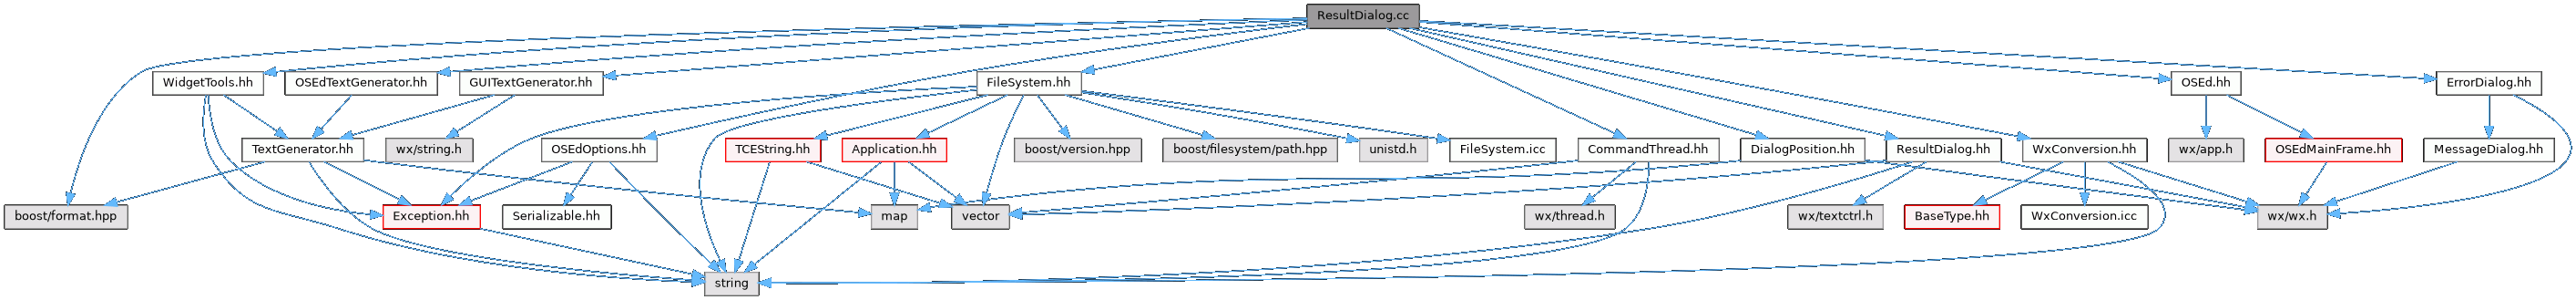 ResultDialog.cc
WidgetTools.hh
OSEdTextGenerator.hh
GUITextGenerator.hh
FileSystem.hh
OSEd.hh
ErrorDialog.hh
TextGenerator.hh
wx/string.h
OSEdOptions.hh
TCEString.hh
Application.hh
boost/version.hpp
boost/filesystem/path.hpp
unistd.h
FileSystem.icc
CommandThread.hh
DialogPosition.hh
ResultDialog.hh
WxConversion.hh
wx/app.h
OSEdMainFrame.hh
MessageDialog.hh
boost/format.hpp
Exception.hh
Serializable.hh
map
vector
wx/thread.h
wx/textctrl.h
BaseType.hh
WxConversion.icc
wx/wx.h
string